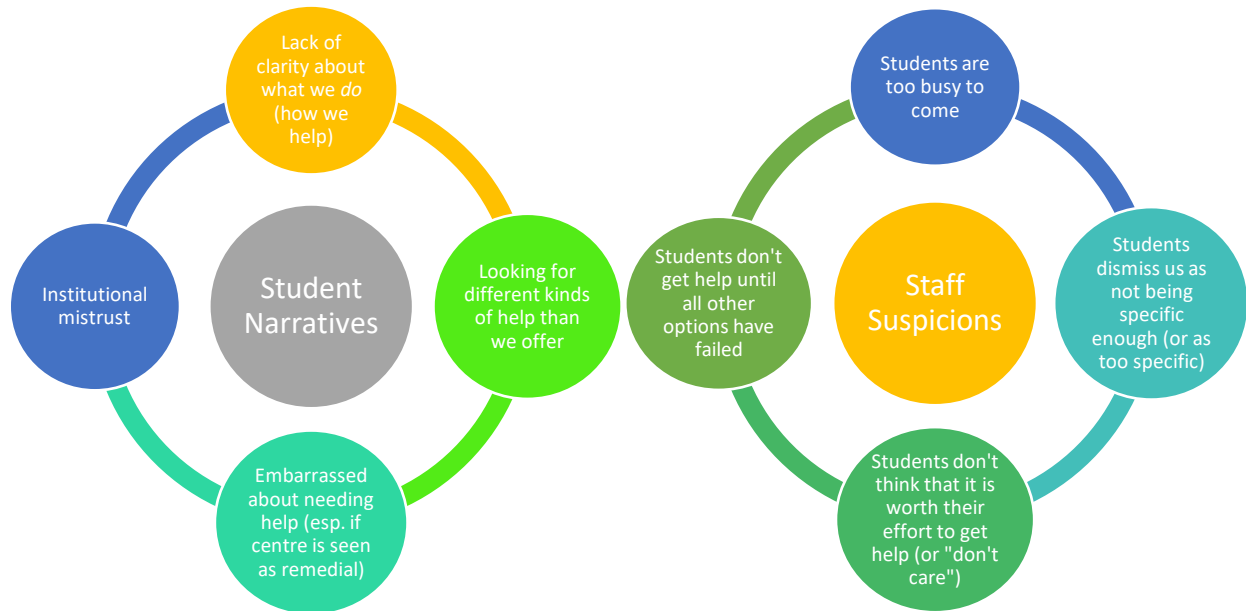 Lack of
clarity about
what we do
(how we
help)
Institutional
mistrust
Student
Narratives
Looking for
different kinds
of help than
we offer
Embarrassed
about needing
help (esp. if
centre is seen
as remedial)
Students are
too busy to
come
Students don't
get help until
all other
options have
failed
Staff
Suspicions
Students
dismiss us as
not being
specific
enough (or as
too specific)
Students don't
think that it is
worth their
effort to get
help (or "don't
care")